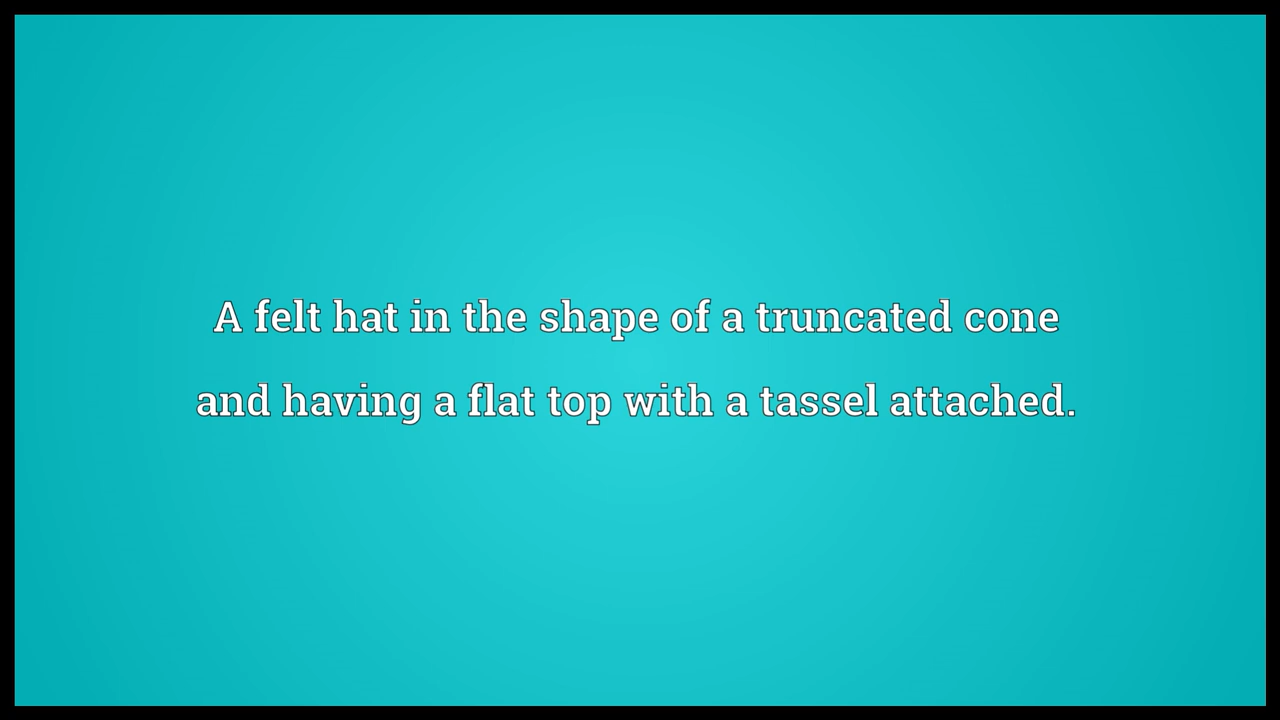 A felt hat in the shape of a truncated cone
and having a flat top with a tassel attached.